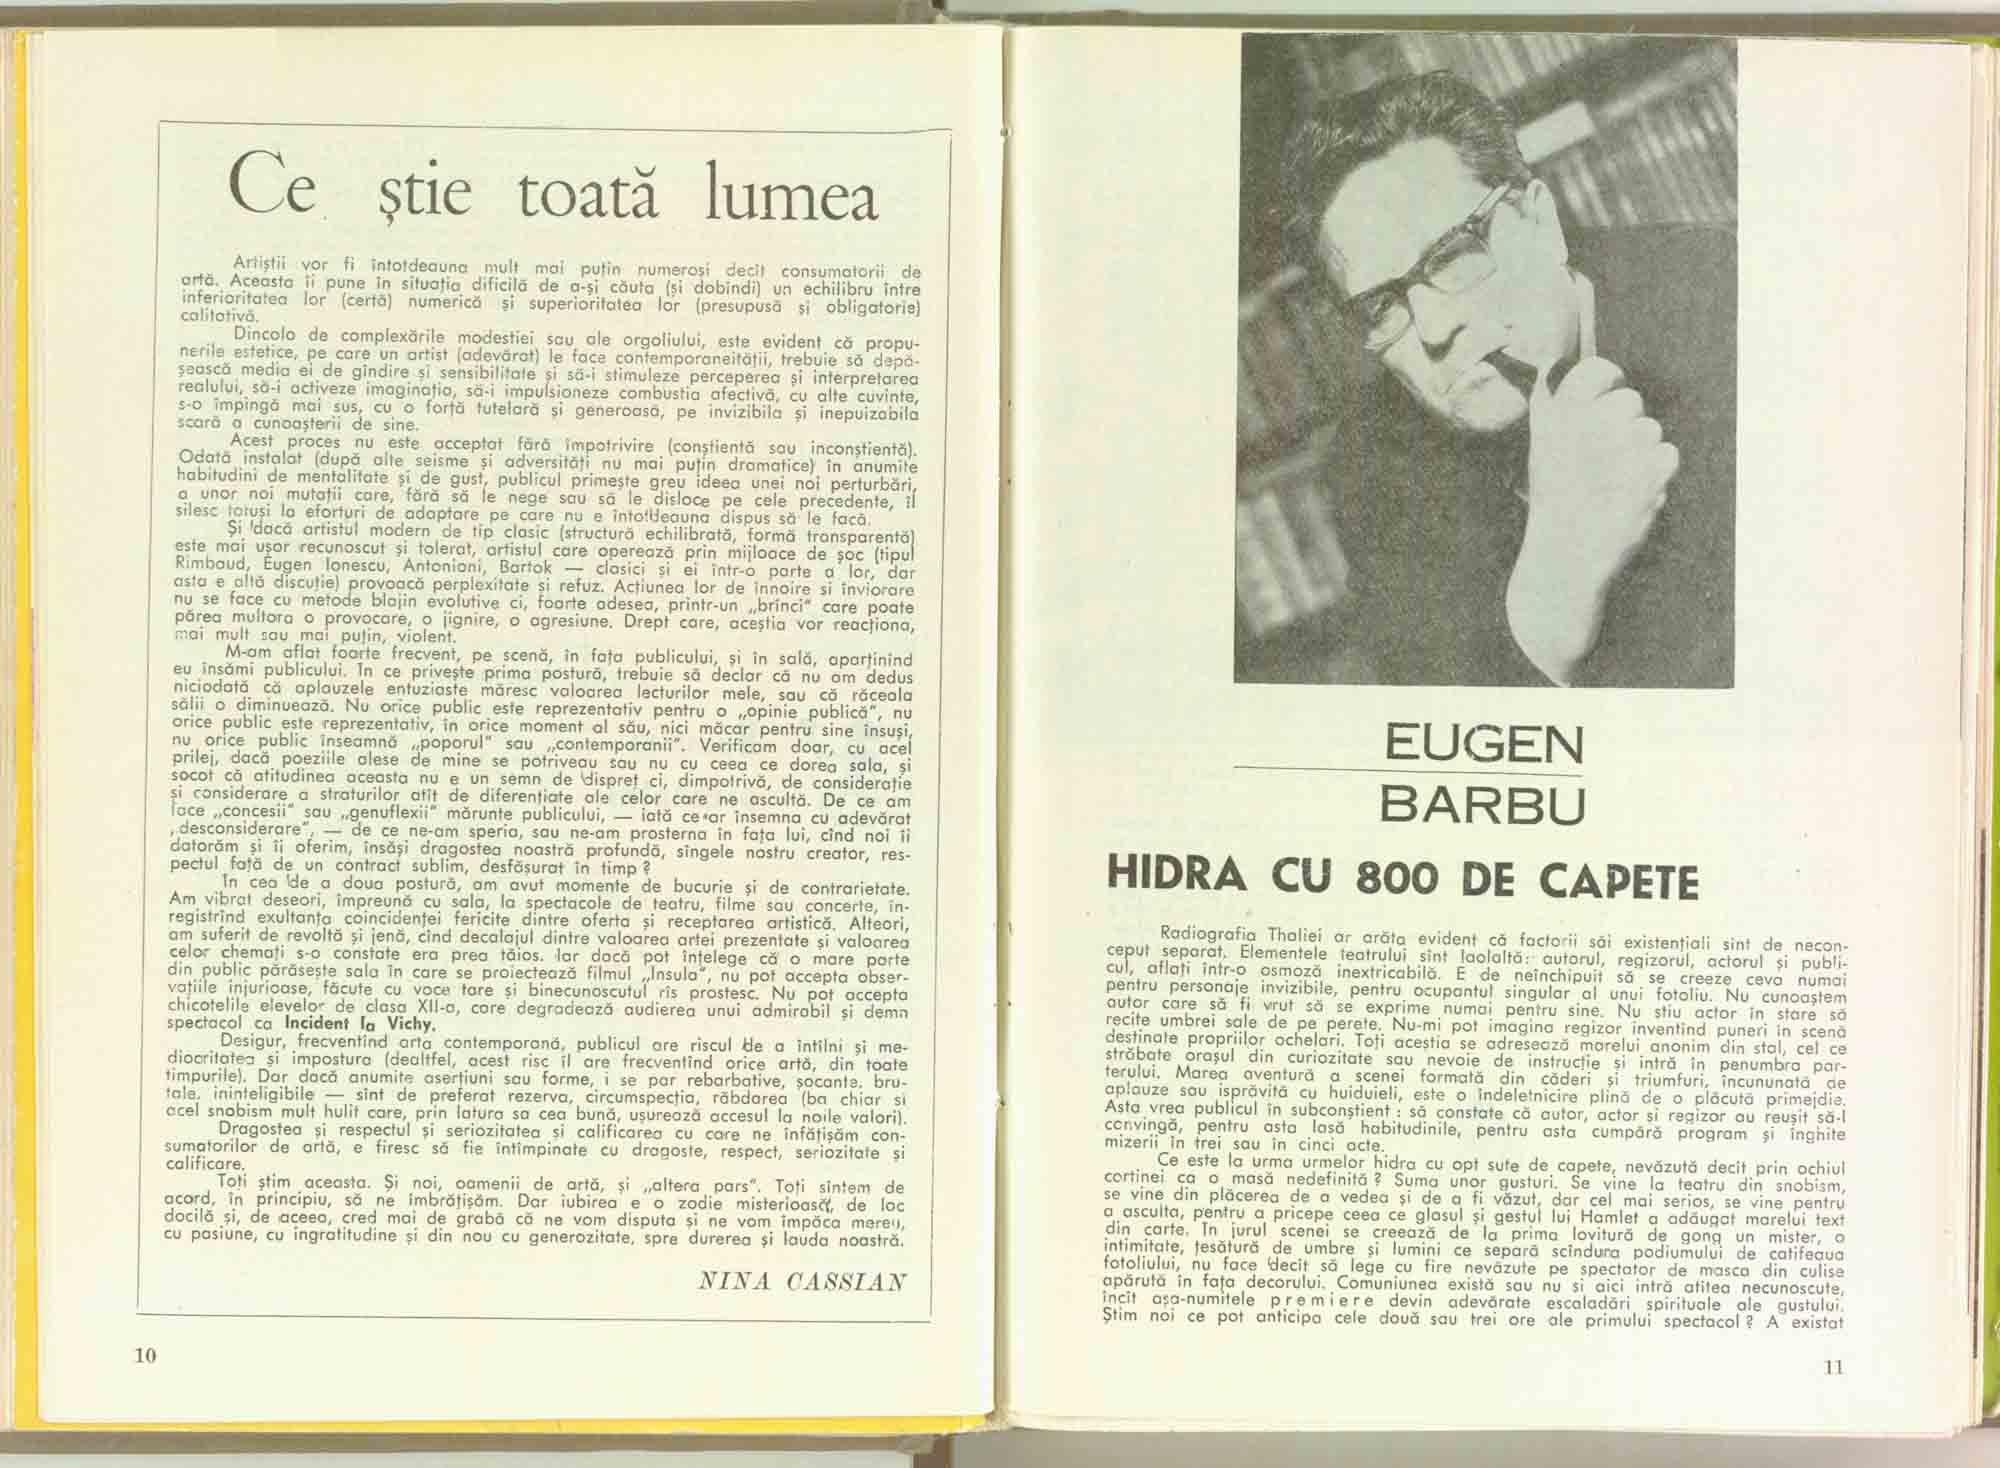 Ce știe toată lumea
Artiștii vor fi întotdeauna mult mai puțin numeroși decît consumatorii de
artă. Aceasta îi pune în situația dificilă de a-și căuta (și dobîndi) un echilibru între
inferioritatea lor (certă) numerică și superioritatea lor (presupusă și obligatorie)
calitativă.
Dincolo de complexările modestiei sau ale orgoliului, este evident că propu-
nerile estetice, pe care un artist (adevărat) le face contemporaneității, trebuie să depă-
șească media ei de gîndire și sensibilitate și să-i stimuleze perceperea și interpretarea
realului, să-i activeze imaginația, să-i impulsioneze combustia afectivă, cu alte cuvinte,
s-o împingă mai sus, cu o forță tutelară și generoasă, pe invizibila și inepuizabila
scară a cunoașterii de sine.
Acest proces nu este acceptat fără împotrivire (conștientă sau inconștientă).
Odată instalat (după alte seisme și adversități nu mai puțin dramatice) în anumite
habitudini de mentalitate și de gust, publicul primește greu ideea unei noi perturbări,
a unor noi mutații care, fără să le nege sau să le disloce pe cele precedente, îl
silesc totuși la eforturi de adaptare pe care nu e întotdeauna dispus să le facă.
Și dacă artistul modern de tip clasic (structură echilibrată, formă transparentă)
este mai ușor recunoscut și tolerat, artistul care operează prin mijloace de șoc (tipul
Rimbaud, Eugen Ionescu, Antonioni, Bartok — clasici și ei într-o parte a lor, dar
asta e altă discuție) provoacă perplexitate și refuz. Acțiunea lor de înnoire si înviorare
nu se face cu metode blajin evolutive ci, foarte adesea, printr-un „brînci" care poate
părea multora o provocare, o jignire, o agresiune. Drept care, aceștia vor reacționa,
mai mult sau mai puțin, violent.
M-am aflat foarte frecvent, pe scenă, în fața publicului, și în sală, aparținînd
eu însămi publicului. In ce privește prima postură, trebuie să declar că nu am dedus
niciodată că aplauzele entuziaste măresc valoarea lecturilor mele, sau că răceala
sălii o diminuează. Nu orice public este reprezentativ pentru o „opinie publică", nu
orice public este reprezentativ, în orice moment al său, nici măcar pentru sine însuși,
nu orice public înseamnă „poporul" sau „contemporanii". Verificam doar, cu acel
prilej, dacă poeziile alese de mine se potriveau sau nu cu ceea ce dorea sala, și
socot că atitudinea aceasta nu e un semn de dispreț ci, dimpotrivă, de considerație
și considerare a straturilor atît de diferențiate ale celor care ne ascultă. De ce am
face „concesii" sau „genuflexii" mărunte publicului, — iată ce ar însemna cu adevărat
„desconsiderare", — de ce ne-am speria, sau ne-am prosterna în fața lui, cînd noi îi
datorăm și îi oferim, însăși dragostea noastră profundă, sîngele nostru creator, res-
pectul față de un contract sublim, desfășurat în timp ?
In cea de a doua postură, am avut momente de bucurie și de contrarietate.
Am vibrat deseori, împreună cu sala, la spectacole de teatru, filme sau concerte, în-
registrînd exultanța coincidenței fericite dintre oferta și receptarea artistică. Alteori,
am suferit de revoltă și jenă, cînd decalajul dintre valoarea artei prezentate și valoarea
celor chemați s-o constate era prea tăios. Iar dacă pot înțelege că o mare parte
din public părăsește sala în care se proiectează filmul „Insula", nu pot accepta obser-
vațiile injurioase, făcute cu voce tare și binecunoscutul rîs prostesc. Nu pot accepta
chicotelile elevelor de clasa XII-a, care degradează audierea unui admirabil și demn
spectacol ca Incident la Vichy.
Desigur, frecventînd arta contemporană, publicul are riscul de a întîlni și me-
diocritatea și impostura (dealtfel, acest risc îl are frecventînd orice artă, din toate
timpurile). Dar dacă anumite aserțiuni sau forme, i se par rebarbative, șocante, bru-
tale, ininteligibile — sînt de preferat rezerva, circumspecția, răbdarea (ba chiar si
acel snobism mult hulit care, prin latura sa cea bună, ușurează accesul la noile valori).
Dragostea și respectul și seriozitatea și calificarea cu care ne înfățișăm con-
sumatorilor de artă, e firesc să fie întîmpinate cu dragoste, respect, seriozitate și
calificare.
Toți știm aceasta. Și noi, oamenii de artă, și „altera pars". Toți sîntem de
acord, în principiu, să ne îmbrățișăm. Dar iubirea e o zodie misterioasă, de loc
docilă și, de aceea, cred mai de grabă că ne vom disputa și ne vom împăca mereu,
cu pasiune, cu ingratitudine și din nou cu generozitate, spre durerea și lauda noastră.
NINA CASSIAN
10
EUGEN
BARBU
HIDRA CU 800 DE CAPETE
Radiografia Thaliei ar arăta evident că factorii săi existențiali sînt de necon-
ceput separat. Elementele teatrului sînt laolaltă: autorul, regizorul, actorul și publi-
cul, aflați într-o osmoză inextricabilă. E de neînchipuit să se creeze ceva numai
pentru personaje invizibile, pentru ocupantul singular al unui fotoliu. Nu cunoaștem
autor care să fi vrut să se exprime numai pentru sine. Nu știu actor în stare să
recite umbrei sale de pe perete. Nu-mi pot imagina regizor inventînd puneri în scenă
destinate propriilor ochelari. Toți aceștia se adresează marelui anonim din stal, cel ce
străbate orașul din curiozitate sau nevoie de instrucție și intră în penumbra par-
terului. Marea aventură a scenei formată din căderi și triumfuri, încununată de
aplauze sau isprăvită cu huiduieli, este o îndeletnicire plină de o plăcută primejdie.
Asta vrea publicul în subconștient : să constate că autor, actor și regizor au reușit să-l
convingă, pentru asta lasă habitudinile, pentru asta cumpără program și înghite
mizerii în trei sau în cinci acte.
Ce este la urma urmelor hidra cu opt sute de capete, nevăzută decît prin ochiul
cortinei ca o masă nedefinită ? Suma unor gusturi. Se vine la teatru din snobism,
se vine din plăcerea de a vedea și de a fi văzut, dar cel mai serios, se vine pentru
a asculta, pentru a pricepe ceea ce glasul și gestul lui Hamlet a adăugat marelui text
din carte. In jurul scenei se creează de la prima lovitură de gong un mister, o
intimitate, țesătură de umbre și lumini ce separă scîndura podiumului de catifeaua
fotoliului, nu face decît să lege cu fire nevăzute pe spectator de masca din culise
apărută în fața decorului. Comuniunea există sau nu si aici intră atîtea necunoscute,
încît așa-numitele premiere devin adevărate escaladări spirituale ale gustului.
Știm noi ce pot anticipa cele două sau trei ore ale primului spectacol ? A existat
11